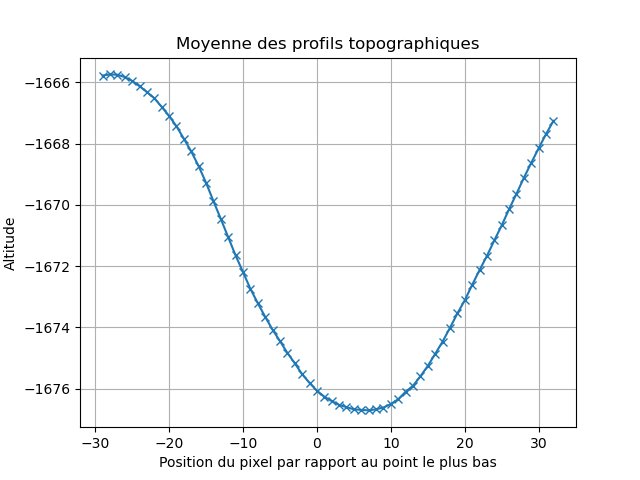 Moyenne des profils topographiques
Altitude
−1666
−1668
−1670
−1672
−1674
−1676
−30 −20 −10 0 10 20 30
Position du pixel par rapport au point le plus bas